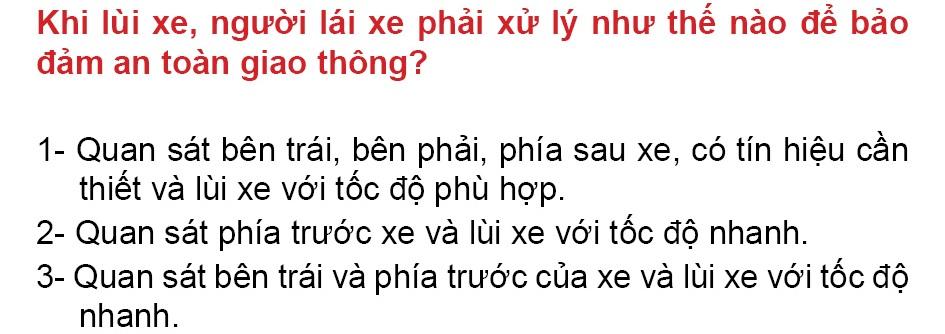 Khi lùi xe, người lái xe phải xử lý như thế nào để bảo
đảm an toàn giao thông?
1- Quan sát bên trái, bên phải, phía sau xe, có tín hiệu cần
thiết và lùi xe với tốc độ phù hợp.
2- Quan sát phía trước xe và lùi xe với tốc độ nhanh.
3- Quan sát bên trái và phía trước của xe và lùi xe với tốc độ
nhanh.